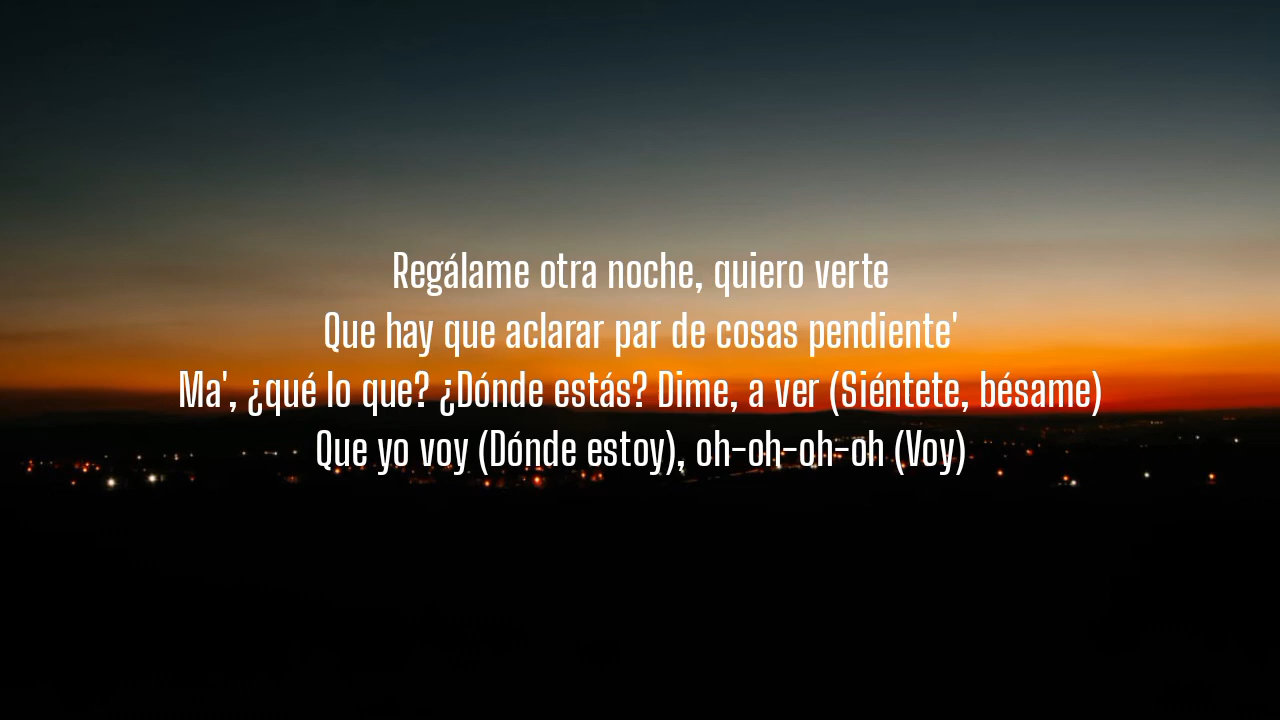 Regálame otra noche, quiero verte
Que hay que aclarar par de cosas pendiente'
Ma', ¿qué lo que? ¿Dónde estás? Dime, a ver (Siéntete, bésame)
Que yo voy (Dónde estoy), oh-oh-oh-oh (Voy)